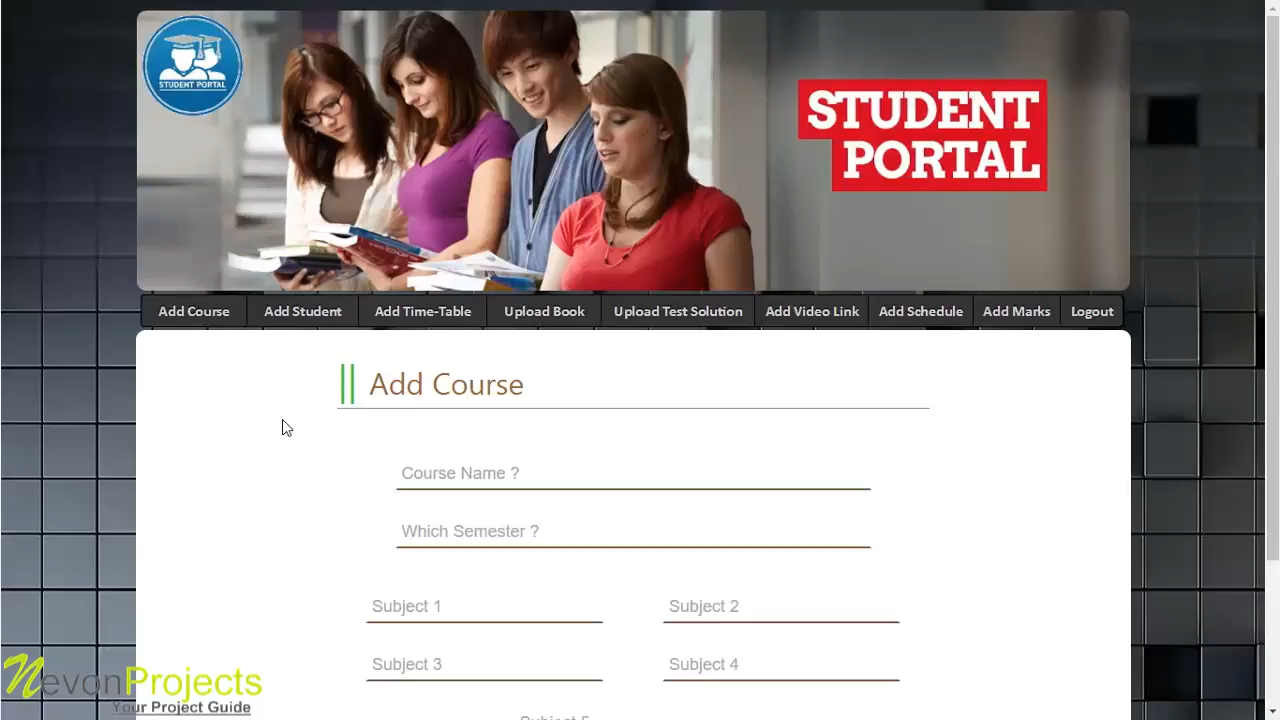 STUDENT PORTAL
STUDENT
PORTAL
Add Course Add Student Add Time-Table Upload Book Upload Test Solution Add Video Link Add Schedule Add Marks Logout
Add Course
Course Name ?
Which Semester ?
Subject 1 Subject 2
Subject 3 Subject 4
Subject 5
NevonProjects
Your Project Guide